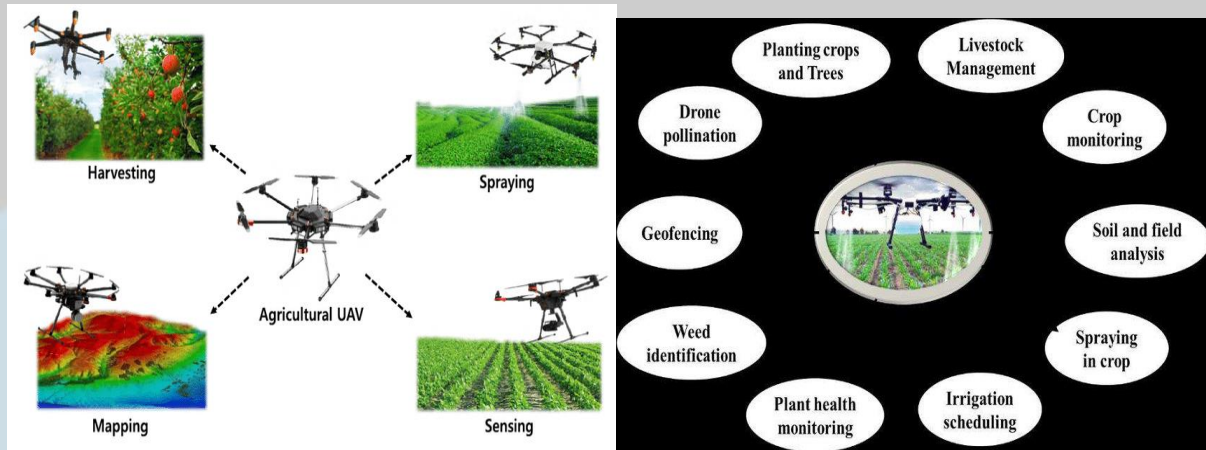 Harvesting
Spraying
Agricultural UAV
Mapping
Sensing
Planting crops
and Trees
Livestock
Management
Drone
pollination
Crop
monitoring
Geofencing
Soil and field
analysis
Weed
identification
Spraying
in crop
Plant health
monitoring
Irrigation
scheduling